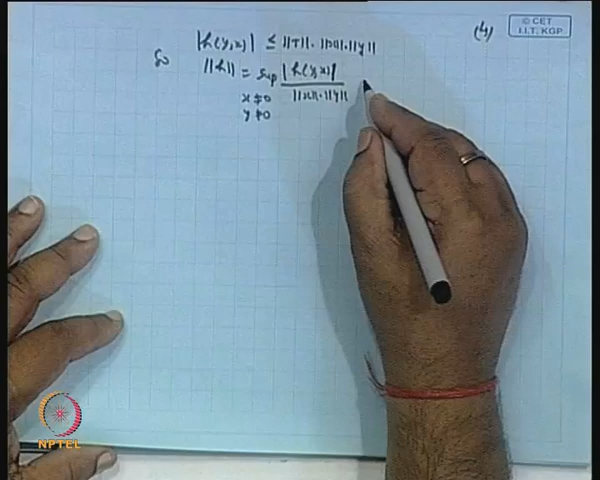 |h(y,x)| ≤ ||T||. ||x||. ||y||
(4)
© CET
I.I.T. KGP
So ||h|| = Sup |h(y,x)| / ||x||. ||y||
x ≠ 0
y ≠ 0
NPTEL